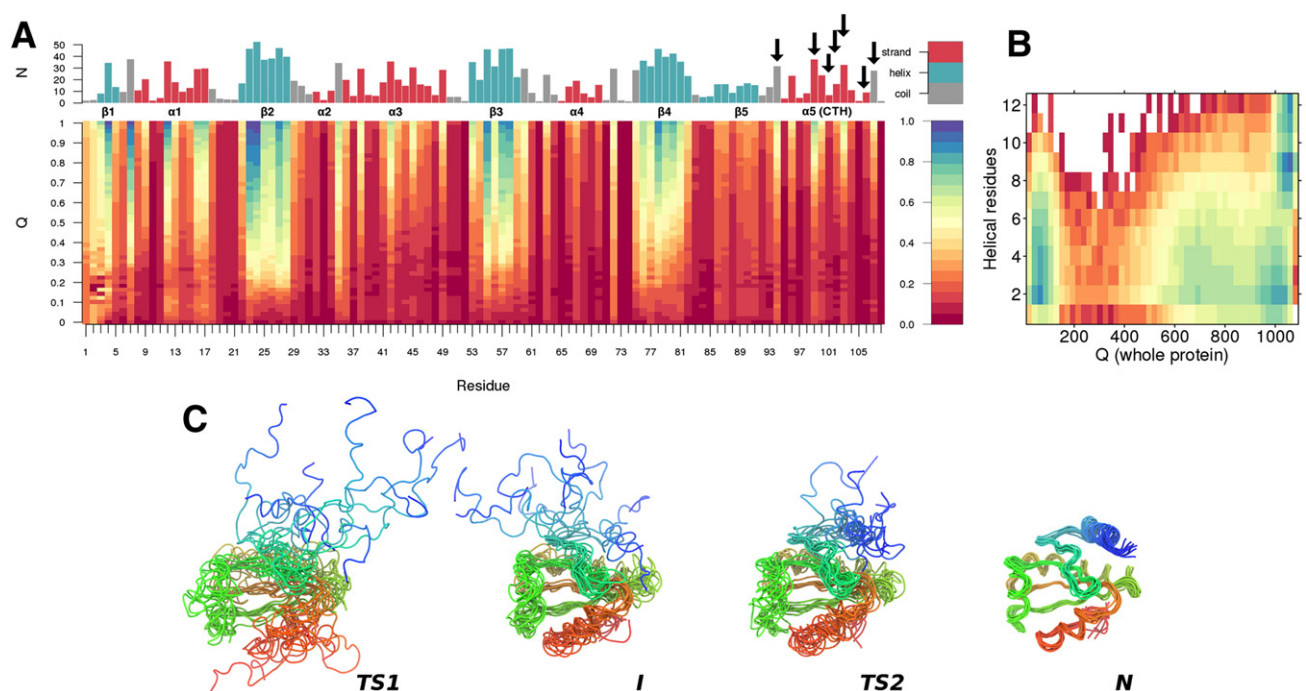 A
N
50
40
30
20
10
0
strand
helix
coil
β1 α1 β2 α2 α3 β3 α4 β4 β5 α5 (CTH)
Q
1
0.9
0.8
0.7
0.6
0.5
0.4
0.3
0.2
0.1
0
1.0
0.8
0.6
0.4
0.2
0.0
1 5 9 13 17 21 25 29 33 37 41 45 49 53 57 61 65 69 73 77 81 85 89 93 97 101 105
Residue
B
Helical residues
12
10
8
6
4
2
200 400 600 800 1000
Q (whole protein)
C
TS1 I TS2 N